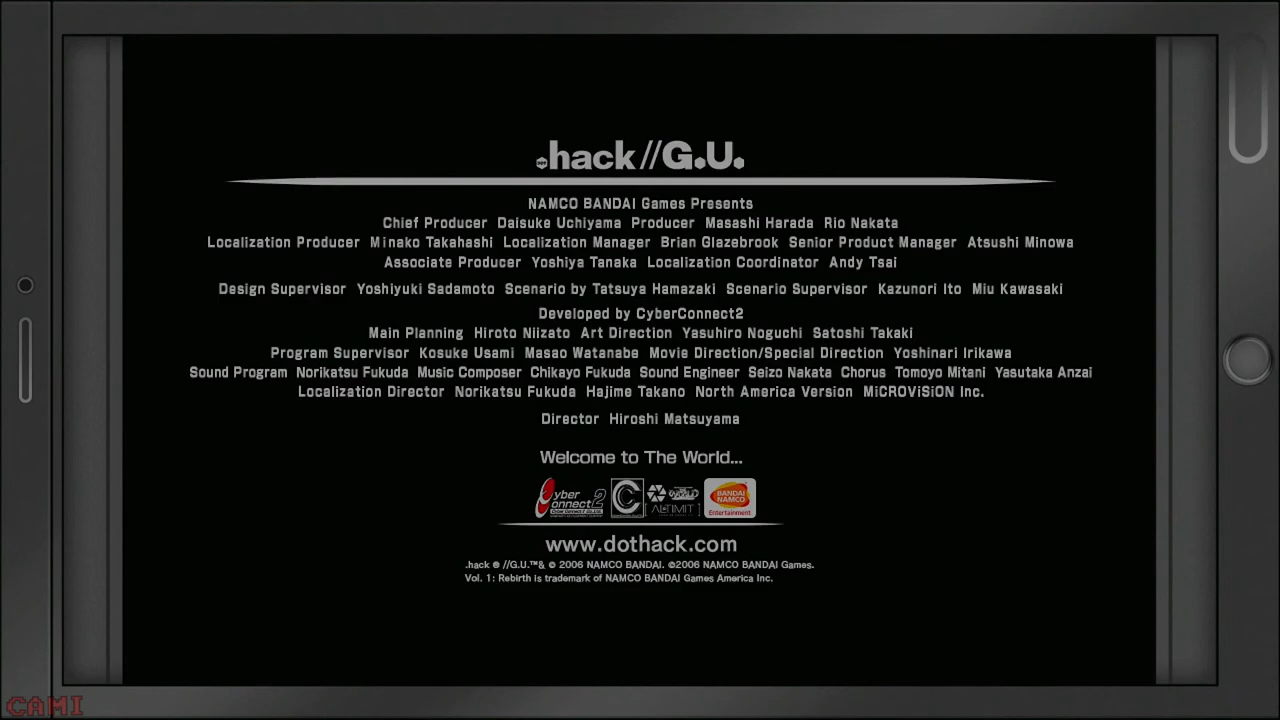 .hack//G.U.
NAMCO BANDAI Games Presents
Chief Producer Daisuke Uchiyama Producer Masashi Harada Rio Nakata
Localization Producer Minako Takahashi Localization Manager Brian Glazebrook Senior Product Manager Atsushi Minowa
Associate Producer Yoshiya Tanaka Localization Coordinator Andy Tsai
Design Supervisor Yoshiyuki Sadamoto Scenario by Tatsuya Hamazaki Scenario Supervisor Kazunori Ito Miu Kawasaki
Developed by CyberConnect2
Main Planning Hiroto Niizato Art Direction Yasuhiro Noguchi Satoshi Takaki
Program Supervisor Kosuke Usami Masao Watanabe Movie Direction/Special Direction Yoshinari Irikawa
Sound Program Norikatsu Fukuda Music Composer Chikayo Fukuda Sound Engineer Seizo Nakata Chorus Tomoyo Mitani Yasutaka Anzai
Localization Director Norikatsu Fukuda Hajime Takano North America Version MiCROViSiON Inc.
Director Hiroshi Matsuyama
Welcome to The World...
Cyber Connect2
ALTIMIT
BANDAI NAMCO Entertainment
www.dothack.com
.hack ® //G.U.™& © 2006 NAMCO BANDAI. ©2006 NAMCO BANDAI Games.
Vol. 1: Rebirth is trademark of NAMCO BANDAI Games America Inc.
CAMI